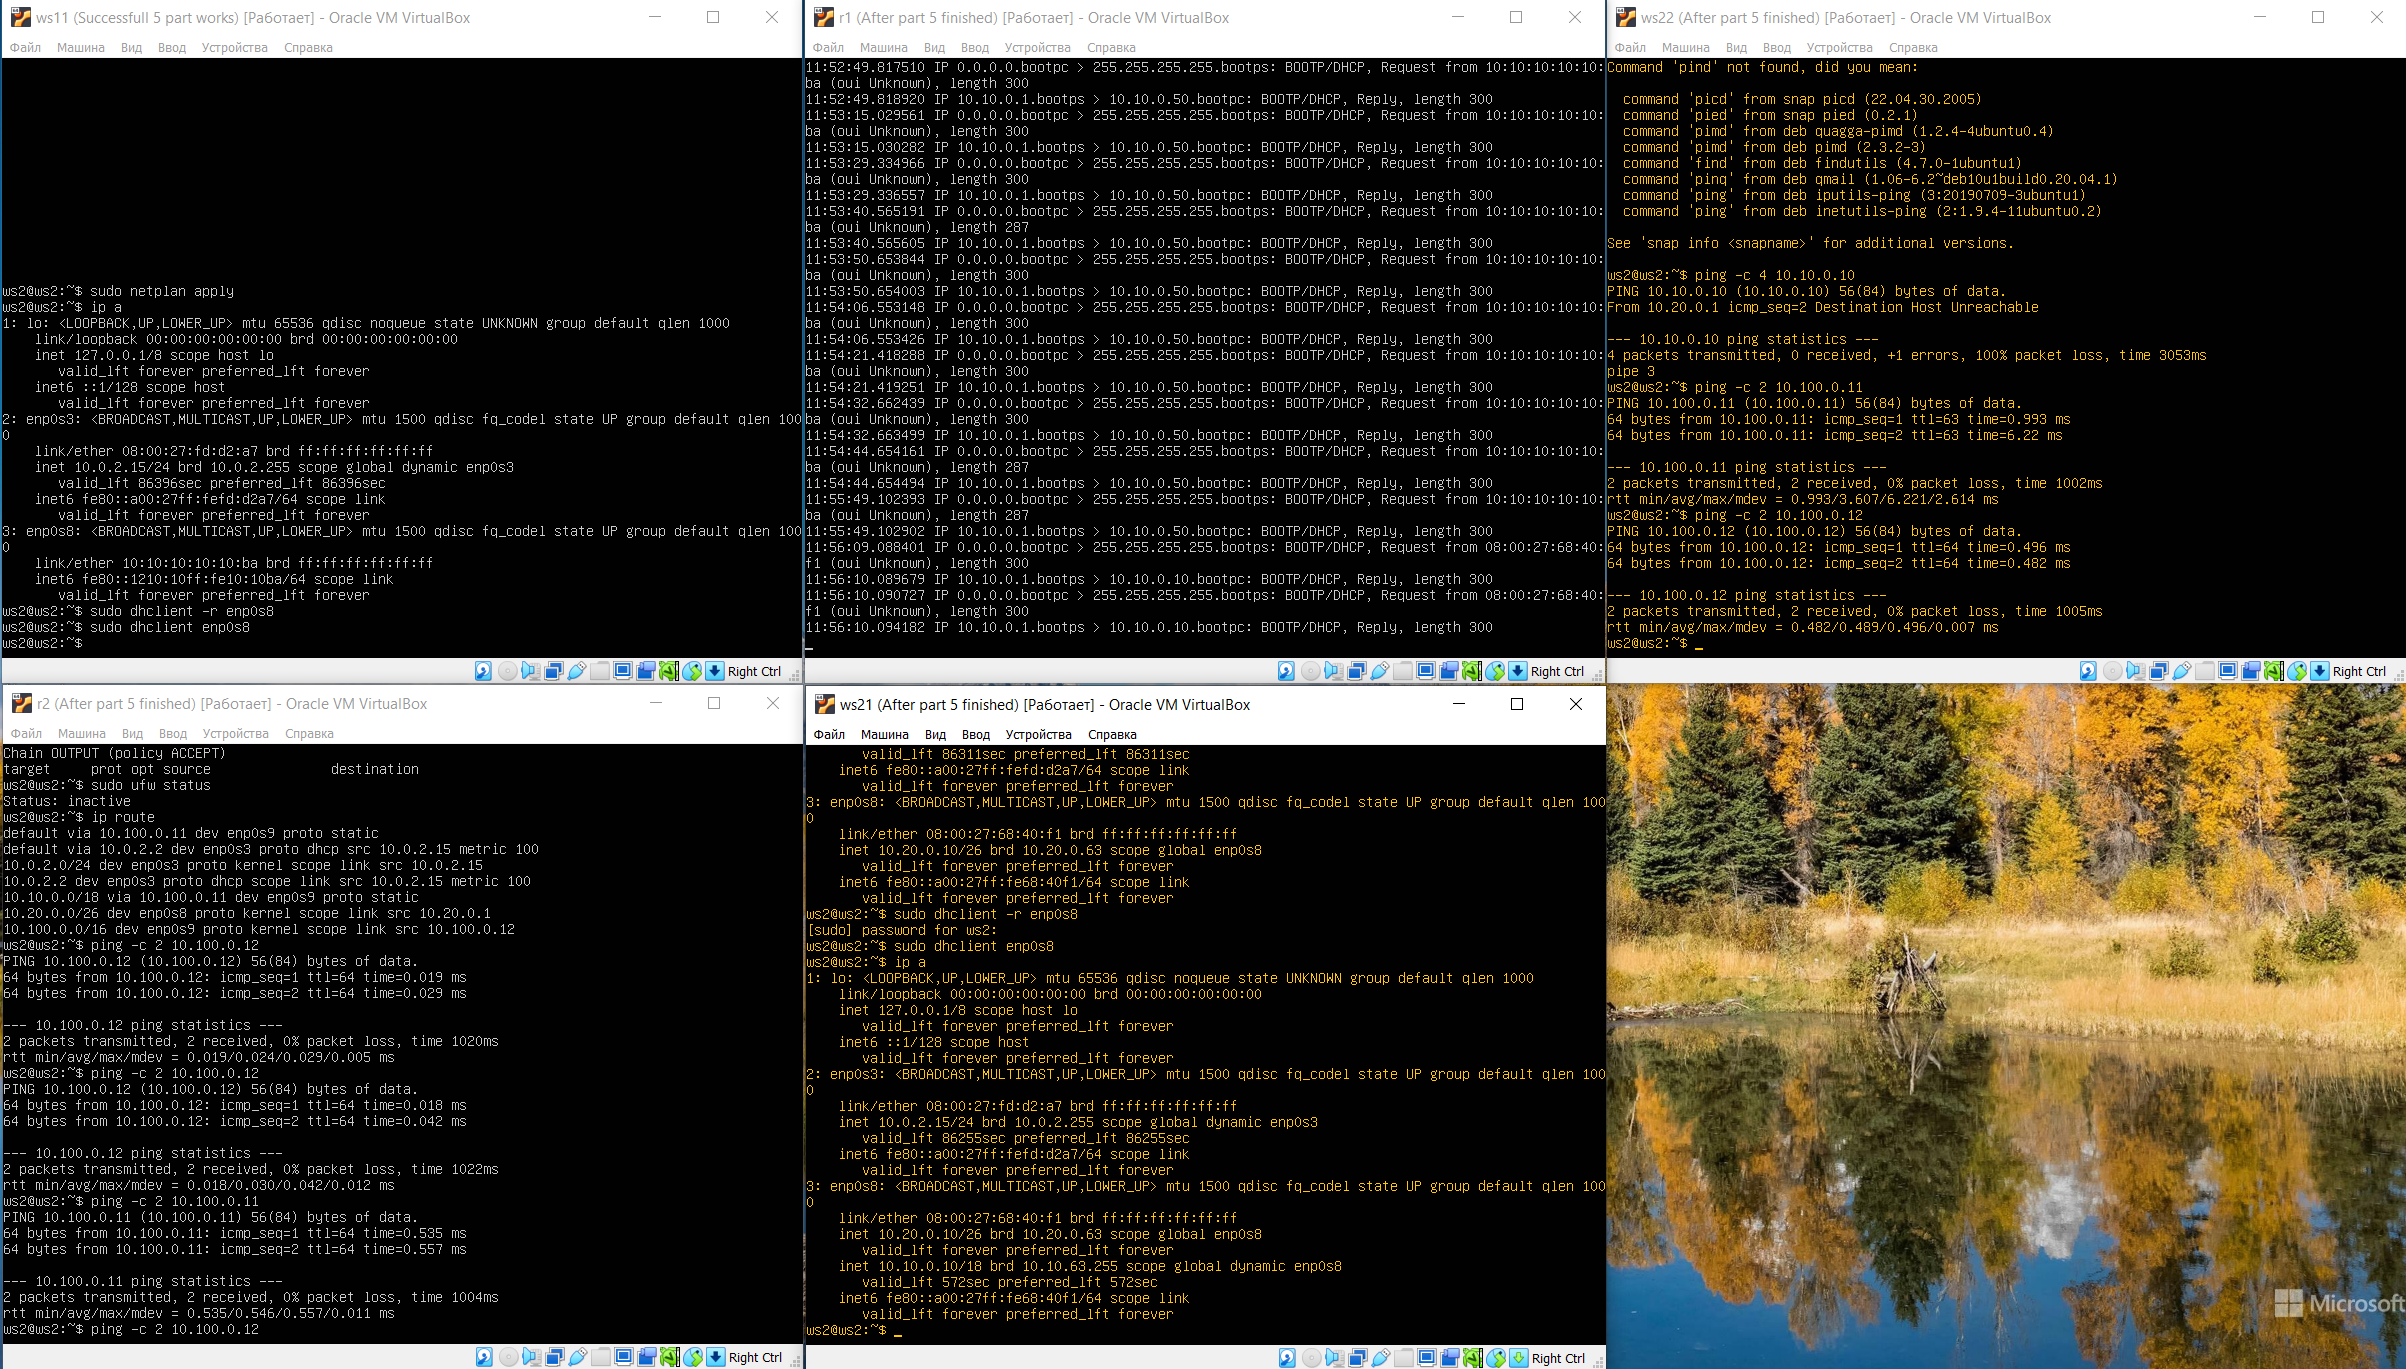 ws11 (Successfull 5 part works) [Работает] - Oracle VM VirtualBox
Файл Машина Вид Ввод Устройства Справка
ws2@ws2:~$ sudo netplan apply
ws2@ws2:~$ ip a
1: lo: <LOOPBACK,UP,LOWER_UP> mtu 65536 qdisc noqueue state UNKNOWN group default qlen 1000
link/loopback 00:00:00:00:00:00 brd 00:00:00:00:00:00
inet 127.0.0.1/8 scope host lo
valid_lft forever preferred_lft forever
inet6 ::1/128 scope host
valid_lft forever preferred_lft forever
2: enp0s3: <BROADCAST,MULTICAST,UP,LOWER_UP> mtu 1500 qdisc fq_codel state UP group default qlen 100
0
link/ether 08:00:27:fd:d2:a7 brd ff:ff:ff:ff:ff:ff
inet 10.0.2.15/24 brd 10.0.2.255 scope global dynamic enp0s3
valid_lft 86396sec preferred_lft 86396sec
inet6 fe80::a00:27ff:fefd:d2a7/64 scope link
valid_lft forever preferred_lft forever
3: enp0s8: <BROADCAST,MULTICAST,UP,LOWER_UP> mtu 1500 qdisc fq_codel state UP group default qlen 100
0
link/ether 10:10:10:10:10:ba brd ff:ff:ff:ff:ff:ff
inet6 fe80::1210:10ff:fe10:10ba/64 scope link
valid_lft forever preferred_lft forever
ws2@ws2:~$ sudo dhclient -r enp0s8
ws2@ws2:~$ sudo dhclient enp0s8
ws2@ws2:~$
Right Ctrl
r1 (After part 5 finished) [Работает] - Oracle VM VirtualBox
Файл Машина Вид Ввод Устройства Справка
11:52:49.817510 IP 0.0.0.0.bootpc > 255.255.255.255.bootps: BOOTP/DHCP, Request from 10:10:10:10:10:
ba (oui Unknown), length 300
11:52:49.818920 IP 10.10.0.1.bootps > 10.10.0.50.bootpc: BOOTP/DHCP, Reply, length 300
11:53:15.029561 IP 0.0.0.0.bootpc > 255.255.255.255.bootps: BOOTP/DHCP, Request from 10:10:10:10:10:
ba (oui Unknown), length 300
11:53:15.030282 IP 10.10.0.1.bootps > 10.10.0.50.bootpc: BOOTP/DHCP, Reply, length 300
11:53:29.334966 IP 0.0.0.0.bootpc > 255.255.255.255.bootps: BOOTP/DHCP, Request from 10:10:10:10:10:
ba (oui Unknown), length 300
11:53:29.336557 IP 10.10.0.1.bootps > 10.10.0.50.bootpc: BOOTP/DHCP, Reply, length 300
11:53:40.565191 IP 0.0.0.0.bootpc > 255.255.255.255.bootps: BOOTP/DHCP, Request from 10:10:10:10:10:
ba (oui Unknown), length 287
11:53:40.565605 IP 10.10.0.1.bootps > 10.10.0.50.bootpc: BOOTP/DHCP, Reply, length 300
11:53:50.653844 IP 0.0.0.0.bootpc > 255.255.255.255.bootps: BOOTP/DHCP, Request from 10:10:10:10:10:
ba (oui Unknown), length 300
11:53:50.654003 IP 10.10.0.1.bootps > 10.10.0.50.bootpc: BOOTP/DHCP, Reply, length 300
11:54:06.553148 IP 0.0.0.0.bootpc > 255.255.255.255.bootps: BOOTP/DHCP, Request from 10:10:10:10:10:
ba (oui Unknown), length 300
11:54:06.553426 IP 10.10.0.1.bootps > 10.10.0.50.bootpc: BOOTP/DHCP, Reply, length 300
11:54:21.418288 IP 0.0.0.0.bootpc > 255.255.255.255.bootps: BOOTP/DHCP, Request from 10:10:10:10:10:
ba (oui Unknown), length 300
11:54:21.419251 IP 10.10.0.1.bootps > 10.10.0.50.bootpc: BOOTP/DHCP, Reply, length 300
11:54:32.662439 IP 0.0.0.0.bootpc > 255.255.255.255.bootps: BOOTP/DHCP, Request from 10:10:10:10:10:
ba (oui Unknown), length 300
11:54:32.663499 IP 10.10.0.1.bootps > 10.10.0.50.bootpc: BOOTP/DHCP, Reply, length 300
11:54:44.654161 IP 0.0.0.0.bootpc > 255.255.255.255.bootps: BOOTP/DHCP, Request from 10:10:10:10:10:
ba (oui Unknown), length 287
11:54:44.654494 IP 10.10.0.1.bootps > 10.10.0.50.bootpc: BOOTP/DHCP, Reply, length 300
11:55:49.102393 IP 0.0.0.0.bootpc > 255.255.255.255.bootps: BOOTP/DHCP, Request from 10:10:10:10:10:
ba (oui Unknown), length 287
11:55:49.102902 IP 10.10.0.1.bootps > 10.10.0.50.bootpc: BOOTP/DHCP, Reply, length 300
11:56:09.088401 IP 0.0.0.0.bootpc > 255.255.255.255.bootps: BOOTP/DHCP, Request from 08:00:27:68:40:
f1 (oui Unknown), length 300
11:56:10.089679 IP 10.10.0.1.bootps > 10.10.0.10.bootpc: BOOTP/DHCP, Reply, length 300
11:56:10.090727 IP 0.0.0.0.bootpc > 255.255.255.255.bootps: BOOTP/DHCP, Request from 08:00:27:68:40:
f1 (oui Unknown), length 300
11:56:10.094182 IP 10.10.0.1.bootps > 10.10.0.10.bootpc: BOOTP/DHCP, Reply, length 300
Right Ctrl
ws22 (After part 5 finished) [Работает] - Oracle VM VirtualBox
Файл Машина Вид Ввод Устройства Справка
Command 'pind' not found, did you mean:
command 'picd' from snap picd (22.04.30.2005)
command 'pied' from snap pied (0.2.1)
command 'pimd' from deb quagga-pimd (1.2.4-4ubuntu0.4)
command 'pimd' from deb pimd (2.3.2-3)
command 'find' from deb findutils (4.7.0-1ubuntu1)
command 'pinq' from deb qmail (1.06-6.2~deb10u1build0.20.04.1)
command 'ping' from deb iputils-ping (3:20190709-3ubuntu1)
command 'ping' from deb inetutils-ping (2:1.9.4-11ubuntu0.2)
See 'snap info <snapname>' for additional versions.
ws2@ws2:~$ ping -c 4 10.10.0.10
PING 10.10.0.10 (10.10.0.10) 56(84) bytes of data.
From 10.20.0.1 icmp_seq=2 Destination Host Unreachable
--- 10.10.0.10 ping statistics ---
4 packets transmitted, 0 received, +1 errors, 100% packet loss, time 3053ms
pipe 3
ws2@ws2:~$ ping -c 2 10.100.0.11
PING 10.100.0.11 (10.100.0.11) 56(84) bytes of data.
64 bytes from 10.100.0.11: icmp_seq=1 ttl=63 time=0.993 ms
64 bytes from 10.100.0.11: icmp_seq=2 ttl=63 time=6.22 ms
--- 10.100.0.11 ping statistics ---
2 packets transmitted, 2 received, 0% packet loss, time 1002ms
rtt min/avg/max/mdev = 0.993/3.607/6.221/2.614 ms
ws2@ws2:~$ ping -c 2 10.100.0.12
PING 10.100.0.12 (10.100.0.12) 56(84) bytes of data.
64 bytes from 10.100.0.12: icmp_seq=1 ttl=64 time=0.496 ms
64 bytes from 10.100.0.12: icmp_seq=2 ttl=64 time=0.482 ms
--- 10.100.0.12 ping statistics ---
2 packets transmitted, 2 received, 0% packet loss, time 1005ms
rtt min/avg/max/mdev = 0.482/0.489/0.496/0.007 ms
ws2@ws2:~$ _
Right Ctrl
r2 (After part 5 finished) [Работает] - Oracle VM VirtualBox
Файл Машина Вид Ввод Устройства Справка
Chain OUTPUT (policy ACCEPT)
target prot opt source destination
ws2@ws2:~$ sudo ufw status
Status: inactive
ws2@ws2:~$ ip route
default via 10.100.0.11 dev enp0s9 proto static
default via 10.0.2.2 dev enp0s3 proto dhcp src 10.0.2.15 metric 100
10.0.2.0/24 dev enp0s3 proto kernel scope link src 10.0.2.15
10.0.2.2 dev enp0s3 proto dhcp scope link src 10.0.2.15 metric 100
10.10.0.0/18 via 10.100.0.11 dev enp0s9 proto static
10.20.0.0/26 dev enp0s8 proto kernel scope link src 10.20.0.1
10.100.0.0/16 dev enp0s9 proto kernel scope link src 10.100.0.12
ws2@ws2:~$ ping -c 2 10.100.0.12
PING 10.100.0.12 (10.100.0.12) 56(84) bytes of data.
64 bytes from 10.100.0.12: icmp_seq=1 ttl=64 time=0.019 ms
64 bytes from 10.100.0.12: icmp_seq=2 ttl=64 time=0.029 ms
--- 10.100.0.12 ping statistics ---
2 packets transmitted, 2 received, 0% packet loss, time 1020ms
rtt min/avg/max/mdev = 0.019/0.024/0.029/0.005 ms
ws2@ws2:~$ ping -c 2 10.100.0.12
PING 10.100.0.12 (10.100.0.12) 56(84) bytes of data.
64 bytes from 10.100.0.12: icmp_seq=1 ttl=64 time=0.018 ms
64 bytes from 10.100.0.12: icmp_seq=2 ttl=64 time=0.042 ms
--- 10.100.0.12 ping statistics ---
2 packets transmitted, 2 received, 0% packet loss, time 1022ms
rtt min/avg/max/mdev = 0.018/0.030/0.042/0.012 ms
ws2@ws2:~$ ping -c 2 10.100.0.11
PING 10.100.0.11 (10.100.0.11) 56(84) bytes of data.
64 bytes from 10.100.0.11: icmp_seq=1 ttl=64 time=0.535 ms
64 bytes from 10.100.0.11: icmp_seq=2 ttl=64 time=0.557 ms
--- 10.100.0.11 ping statistics ---
2 packets transmitted, 2 received, 0% packet loss, time 1004ms
rtt min/avg/max/mdev = 0.535/0.546/0.557/0.011 ms
ws2@ws2:~$ ping -c 2 10.100.0.12
Right Ctrl
ws21 (After part 5 finished) [Работает] - Oracle VM VirtualBox
Файл Машина Вид Ввод Устройства Справка
valid_lft 86311sec preferred_lft 86311sec
inet6 fe80::a00:27ff:fefd:d2a7/64 scope link
valid_lft forever preferred_lft forever
3: enp0s8: <BROADCAST,MULTICAST,UP,LOWER_UP> mtu 1500 qdisc fq_codel state UP group default qlen 100
0
link/ether 08:00:27:68:40:f1 brd ff:ff:ff:ff:ff:ff
inet 10.20.0.10/26 brd 10.20.0.63 scope global enp0s8
valid_lft forever preferred_lft forever
inet6 fe80::a00:27ff:fe68:40f1/64 scope link
valid_lft forever preferred_lft forever
ws2@ws2:~$ sudo dhclient -r enp0s8
[sudo] password for ws2:
ws2@ws2:~$ sudo dhclient enp0s8
ws2@ws2:~$ ip a
1: lo: <LOOPBACK,UP,LOWER_UP> mtu 65536 qdisc noqueue state UNKNOWN group default qlen 1000
link/loopback 00:00:00:00:00:00 brd 00:00:00:00:00:00
inet 127.0.0.1/8 scope host lo
valid_lft forever preferred_lft forever
inet6 ::1/128 scope host
valid_lft forever preferred_lft forever
2: enp0s3: <BROADCAST,MULTICAST,UP,LOWER_UP> mtu 1500 qdisc fq_codel state UP group default qlen 100
0
link/ether 08:00:27:fd:d2:a7 brd ff:ff:ff:ff:ff:ff
inet 10.0.2.15/24 brd 10.0.2.255 scope global dynamic enp0s3
valid_lft 86255sec preferred_lft 86255sec
inet6 fe80::a00:27ff:fefd:d2a7/64 scope link
valid_lft forever preferred_lft forever
3: enp0s8: <BROADCAST,MULTICAST,UP,LOWER_UP> mtu 1500 qdisc fq_codel state UP group default qlen 100
0
link/ether 08:00:27:68:40:f1 brd ff:ff:ff:ff:ff:ff
inet 10.20.0.10/26 brd 10.20.0.63 scope global enp0s8
valid_lft forever preferred_lft forever
inet 10.10.0.10/18 brd 10.10.63.255 scope global dynamic enp0s8
valid_lft 572sec preferred_lft 572sec
inet6 fe80::a00:27ff:fe68:40f1/64 scope link
valid_lft forever preferred_lft forever
ws2@ws2:~$ _
Right Ctrl
Microsoft